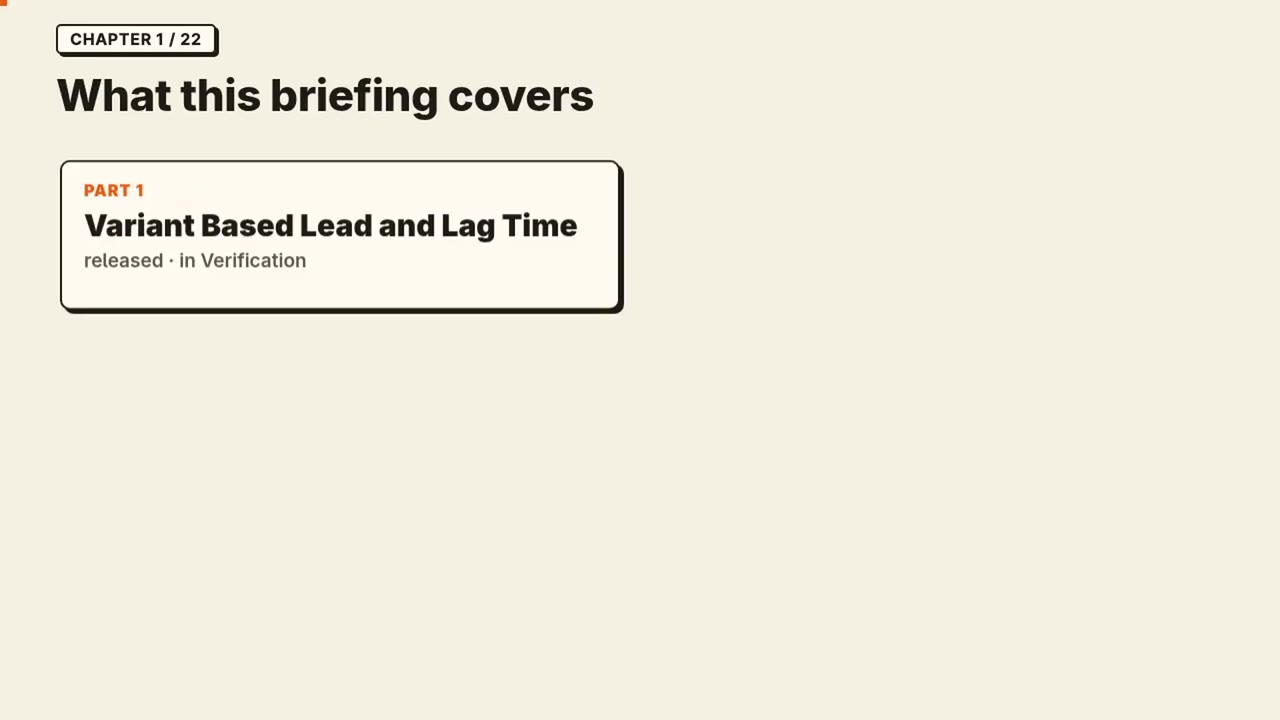 CHAPTER 1 / 22
What this briefing covers
PART 1
Variant Based Lead and Lag Time
released · in Verification